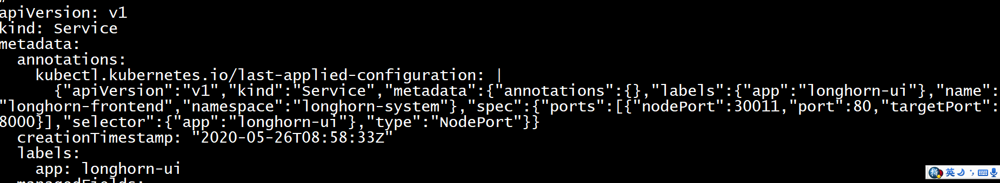 #
apiVersion: v1
kind: Service
metadata:
  annotations:
    kubectl.kubernetes.io/last-applied-configuration: |
      {"apiVersion":"v1","kind":"Service","metadata":{"annotations":{},"labels":{"app":"longhorn-ui"},"name":
"longhorn-frontend","namespace":"longhorn-system"},"spec":{"ports":[{"nodePort":30011,"port":80,"targetPort":
8000}],"selector":{"app":"longhorn-ui"},"type":"NodePort"}}
  creationTimestamp: "2020-05-26T08:58:33Z"
  labels:
    app: longhorn-ui
  managedFields:
英